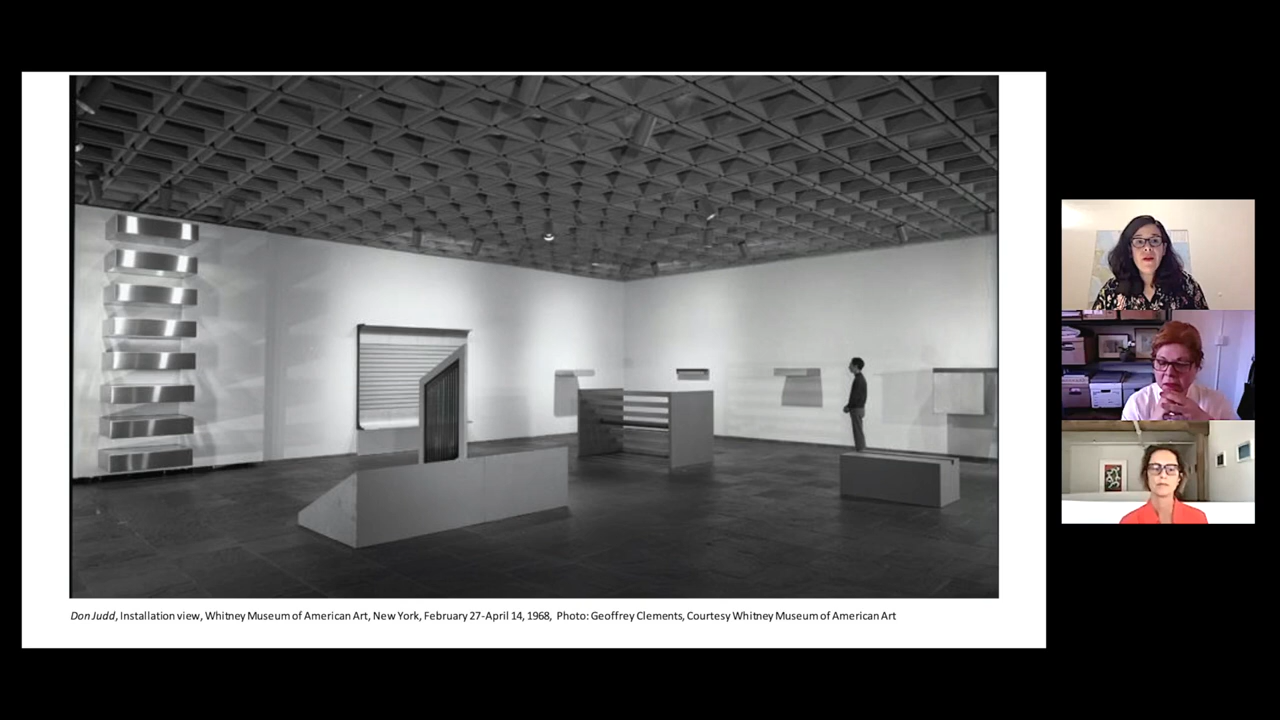 Don Judd, Installation view, Whitney Museum of American Art, New York, February 27-April 14, 1968, Photo: Geoffrey Clements, Courtesy Whitney Museum of American Art